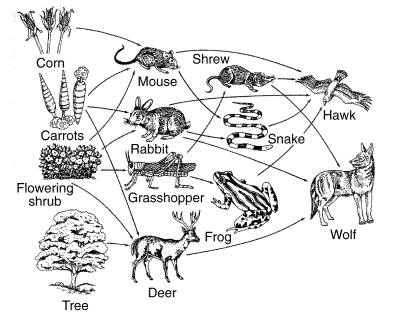 Corn
Mouse
Shrew
Hawk
Carrots
Rabbit
Snake
Flowering
shrub
Grasshopper
Frog
Wolf
Tree
Deer